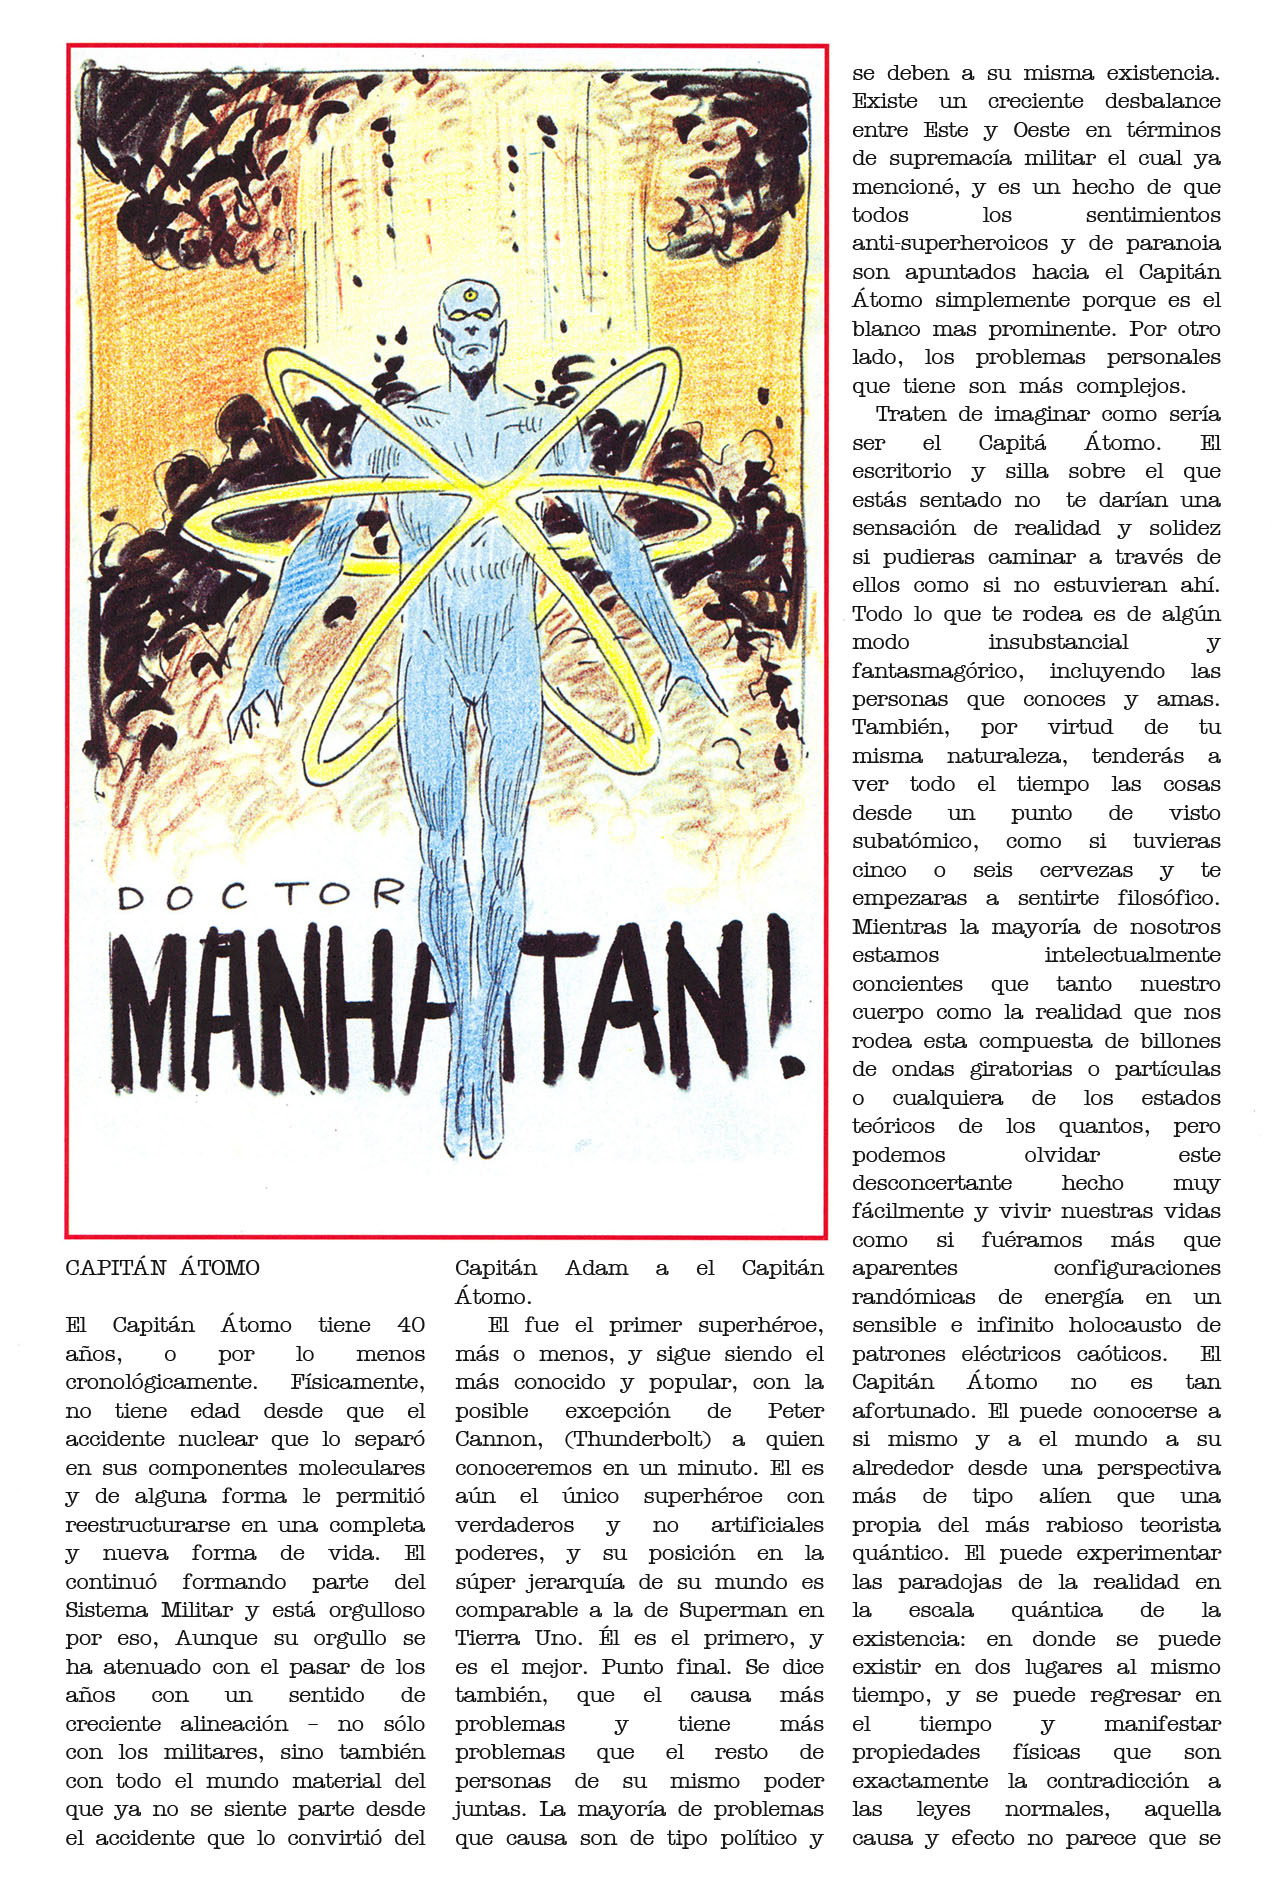 DOCTOR
MANHATTAN!
CAPITÁN ÁTOMO
El Capitán Átomo tiene 40
años, o por lo menos
cronológicamente. Físicamente,
no tiene edad desde que el
accidente nuclear que lo separó
en sus componentes moleculares
y de alguna forma le permitió
reestructurarse en una completa
y nueva forma de vida. El
continuó formando parte del
Sistema Militar y está orgulloso
por eso, Aunque su orgullo se
ha atenuado con el pasar de los
años con un sentido de
creciente alineación – no sólo
con los militares, sino también
con todo el mundo material del
que ya no se siente parte desde
el accidente que lo convirtió del
Capitán Adam a el Capitán
Átomo.
El fue el primer superhéroe,
más o menos, y sigue siendo el
más conocido y popular, con la
posible excepción de Peter
Cannon, (Thunderbolt) a quien
conoceremos en un minuto. El es
aún el único superhéroe con
verdaderos y no artificiales
poderes, y su posición en la
súper jerarquía de su mundo es
comparable a la de Superman en
Tierra Uno. Él es el primero, y
es el mejor. Punto final. Se dice
también, que el causa más
problemas y tiene más
problemas que el resto de
personas de su mismo poder
juntas. La mayoría de problemas
que causa son de tipo político y
se deben a su misma existencia.
Existe un creciente desbalance
entre Este y Oeste en términos
de supremacía militar el cual ya
mencioné, y es un hecho de que
todos los sentimientos
anti-superheroicos y de paranoia
son apuntados hacia el Capitán
Átomo simplemente porque es el
blanco mas prominente. Por otro
lado, los problemas personales
que tiene son más complejos.
Traten de imaginar como sería
ser el Capitá Átomo. El
escritorio y silla sobre el que
estás sentado no te darían una
sensación de realidad y solidez
si pudieras caminar a través de
ellos como si no estuvieran ahí.
Todo lo que te rodea es de algún
modo insubstancial y
fantasmagórico, incluyendo las
personas que conoces y amas.
También, por virtud de tu
misma naturaleza, tenderás a
ver todo el tiempo las cosas
desde un punto de visto
subatómico, como si tuvieras
cinco o seis cervezas y te
empezaras a sentirte filosófico.
Mientras la mayoría de nosotros
estamos intelectualmente
concientes que tanto nuestro
cuerpo como la realidad que nos
rodea esta compuesta de billones
de ondas giratorias o partículas
o cualquiera de los estados
teóricos de los quantos, pero
podemos olvidar este
desconcertante hecho muy
fácilmente y vivir nuestras vidas
como si fuéramos más que
aparentes configuraciones
randómicas de energía en un
sensible e infinito holocausto de
patrones eléctricos caóticos. El
Capitán Átomo no es tan
afortunado. El puede conocerse a
si mismo y a el mundo a su
alrededor desde una perspectiva
más de tipo alíen que una
propia del más rabioso teorista
quántico. El puede experimentar
las paradojas de la realidad en
la escala quántica de la
existencia: en donde se puede
existir en dos lugares al mismo
tiempo, y se puede regresar en
el tiempo y manifestar
propiedades físicas que son
exactamente la contradicción a
las leyes normales, aquella
causa y efecto no parece que se